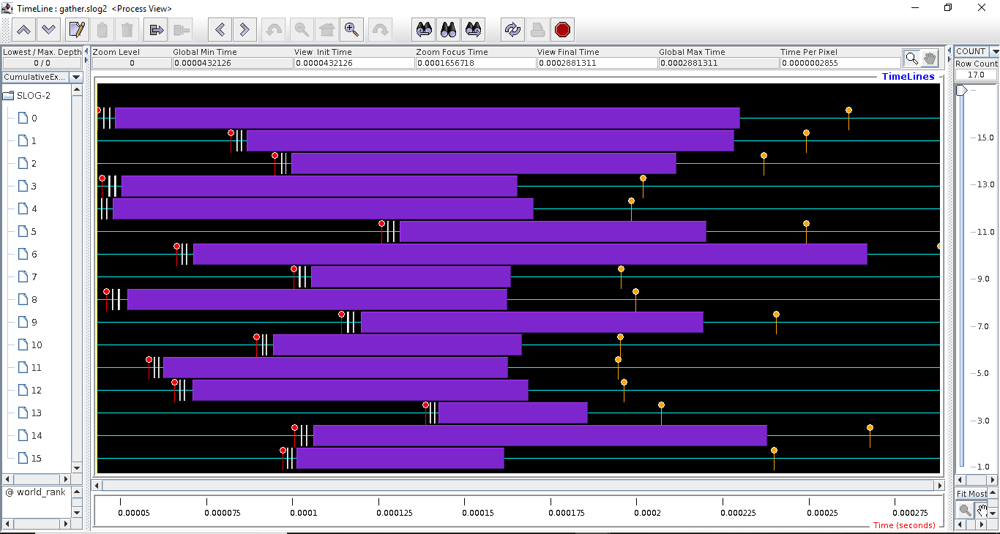 TimeLine : gather.slog2 <Process View>
Lowest / Max. Depth
0 / 0
Zoom Level
0
Global Min Time
0.0000432126
View Init Time
0.0000432126
Zoom Focus Time
0.0001656718
View Final Time
0.0002881311
Global Max Time
0.0002881311
Time Per Pixel
0.0000002855
COUNT
Row Count
17.0
CumulativeEx...
TimeLines
SLOG-2
0
1
2
3
4
5
6
7
8
9
10
11
12
13
14
15
15.0
13.0
11.0
9.0
7.0
5.0
3.0
1.0
@ world_rank
Fit Most
0.00005
0.000075
0.0001
0.000125
0.00015
0.000175
0.0002
0.000225
0.00025
0.000275
Time (seconds)